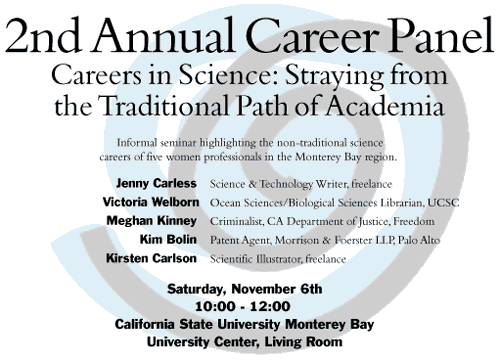 2nd Annual Career Panel
Careers in Science: Straying from
the Traditional Path of Academia
Informal seminar highlighting the non-traditional science
careers of five women professionals in the Monterey Bay region.
Jenny Carless Science & Technology Writer, freelance
Victoria Welborn Ocean Sciences/Biological Sciences Librarian, UCSC
Meghan Kinney Criminalist, CA Department of Justice, Freedom
Kim Bolin Patent Agent, Morrison & Foerster LLP, Palo Alto
Kirsten Carlson Scientific Illustrator, freelance
Saturday, November 6th
10:00 - 12:00
California State University Monterey Bay
University Center, Living Room